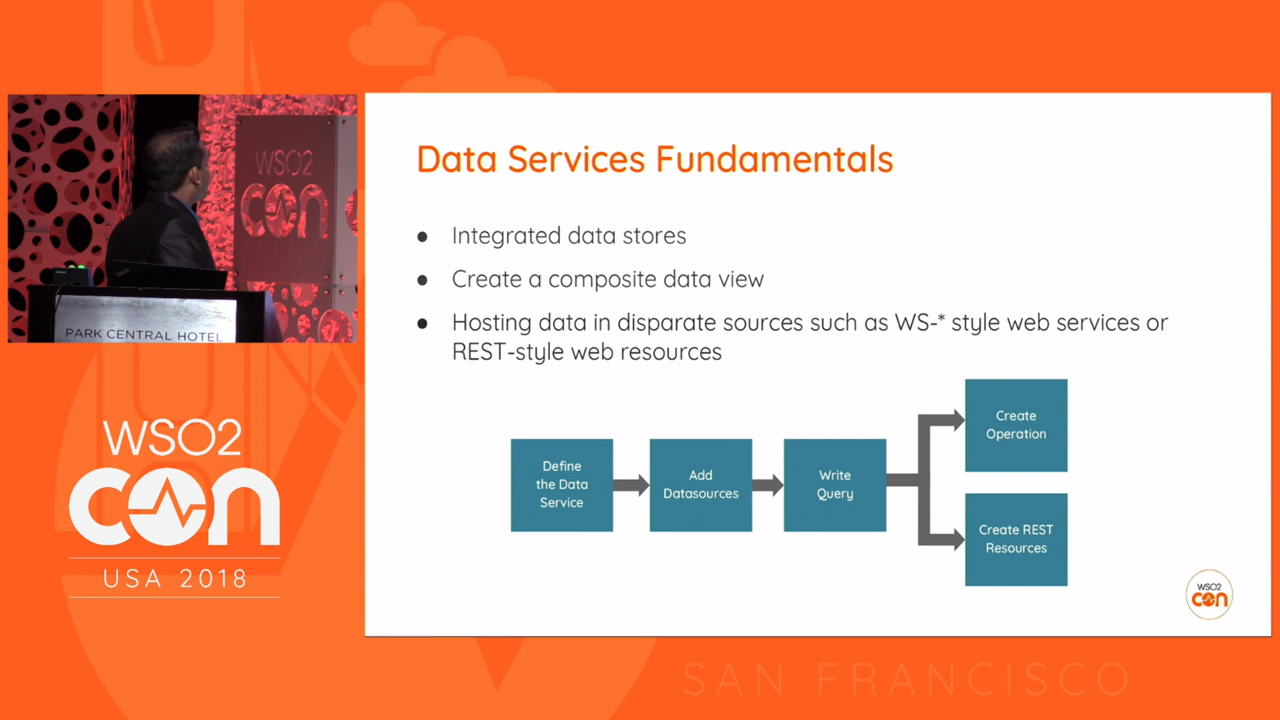 WSO2
con
PARK CENTRAL HOTEL
WSO2
con
USA 2018
Data Services Fundamentals
● Integrated data stores
● Create a composite data view
● Hosting data in disparate sources such as WS-* style web services or
REST-style web resources
Define
the Data
Service
Add
Datasources
Write
Query
Create
Operation
Create REST
Resources
WSO2
con
SAN FRANCISCO